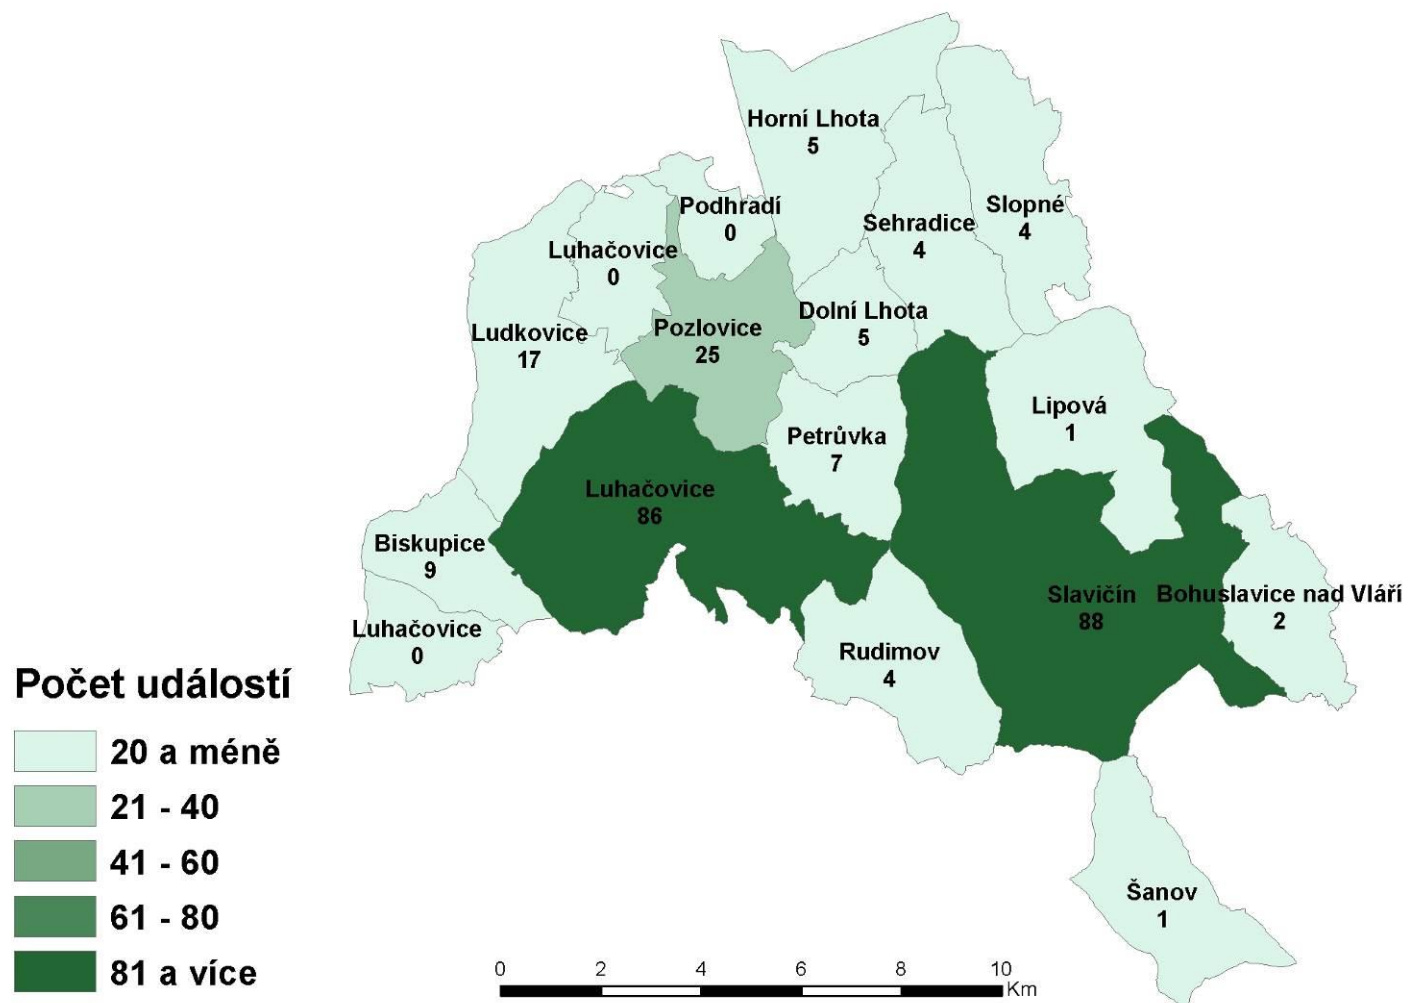 Horní Lhota
5
Podhradí
0
Sehradice
4
Slopné
4
Luhačovice
0
Ludkovice
17
Pozlovice
25
Dolní Lhota
5
Lipová
1
Petrůvka
7
Luhačovice
86
Biskupice
9
Slavičín
88
Bohuslavice nad Vláří
2
Luhačovice
0
Rudimov
4
Šanov
1
Počet událostí
20 a méně
21 - 40
41 - 60
61 - 80
81 a více
0 2 4 6 8 10
Km